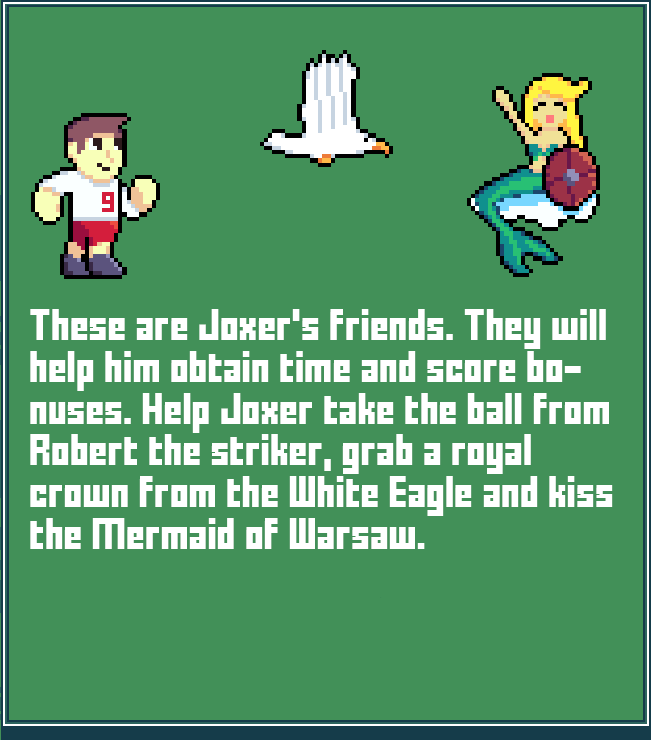 9
These are Joxer's friends. They will
help him obtain time and score bo-
nuses. Help Joxer take the ball from
Robert the striker, grab a royal
crown from the White Eagle and kiss
the Mermaid of Warsaw.